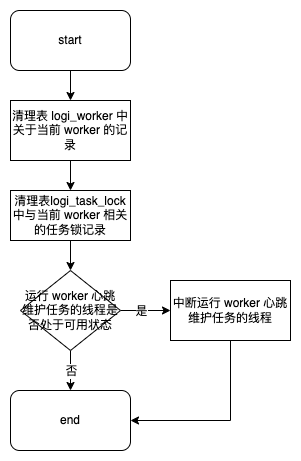 start
清理表 logi_worker 中
关于当前 worker 的记
录
清理表logi_task_lock
中与当前 worker 相关
的任务锁记录
运行 worker 心跳
维护任务的线程是
否处于可用状态
是
中断运行 worker 心跳
维护任务的线程
否
end